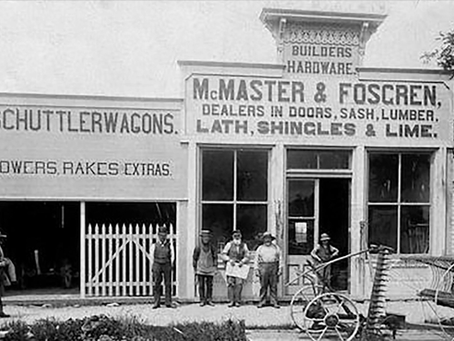 BUILDERS
HARDWARE.
McMASTER & FOSGREN,
DEALERS IN DOORS, SASH, LUMBER,
LATH, SHINGLES & LIME.
SCHUTTLER WAGONS.
OWERS, RAKES EXTRAS.